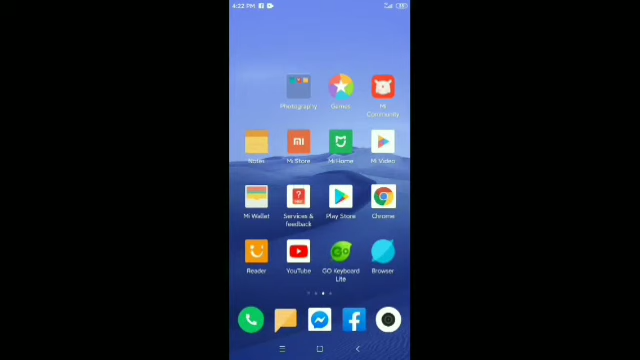 4:22 PM
Photography
Games
Mi
Community
Notes
Mi Store
Mi Home
Mi Video
Mi Wallet
Services &
feedback
Play Store
Chrome
Reader
YouTube
GO Keyboard
Lite
Browser